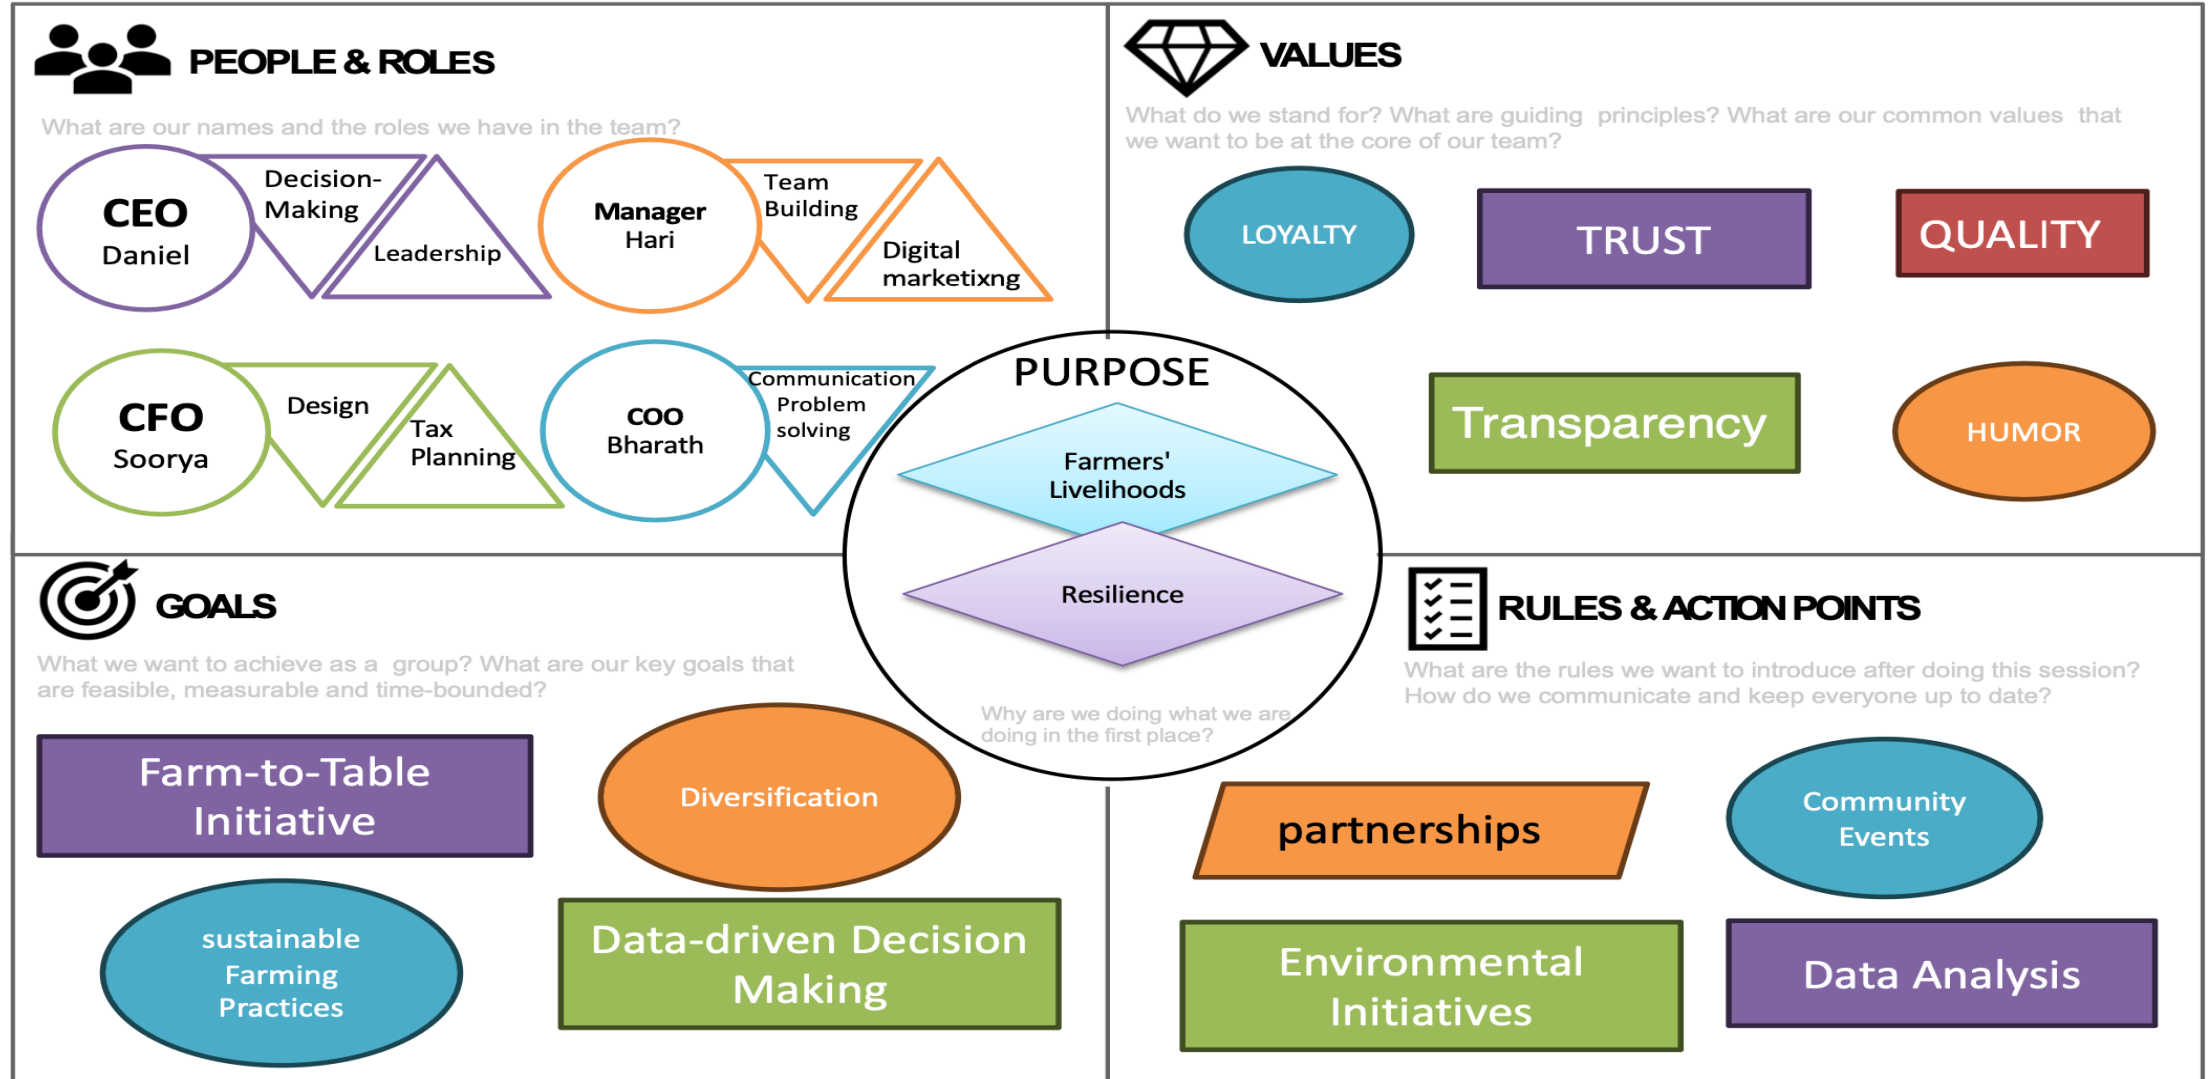 PEOPLE & ROLES
What are our names and the roles we have in the team?
CEO
Daniel
Decision-
Making
Leadership
Manager
Hari
Team
Building
Digital
marketixng
CFO
Soorya
Design
Tax
Planning
COO
Bharath
Communication
Problem
solving
VALUES
What do we stand for? What are guiding principles? What are our common values that
we want to be at the core of our team?
LOYALTY
TRUST
QUALITY
Transparency
HUMOR
PURPOSE
Farmers'
Livelihoods
Resilience
Why are we doing what we are
doing in the first place?
GOALS
What we want to achieve as a group? What are our key goals that
are feasible, measurable and time-bounded?
Farm-to-Table
Initiative
Diversification
sustainable
Farming
Practices
Data-driven Decision
Making
RULES & ACTION POINTS
What are the rules we want to introduce after doing this session?
How do we communicate and keep everyone up to date?
partnerships
Community
Events
Environmental
Initiatives
Data Analysis